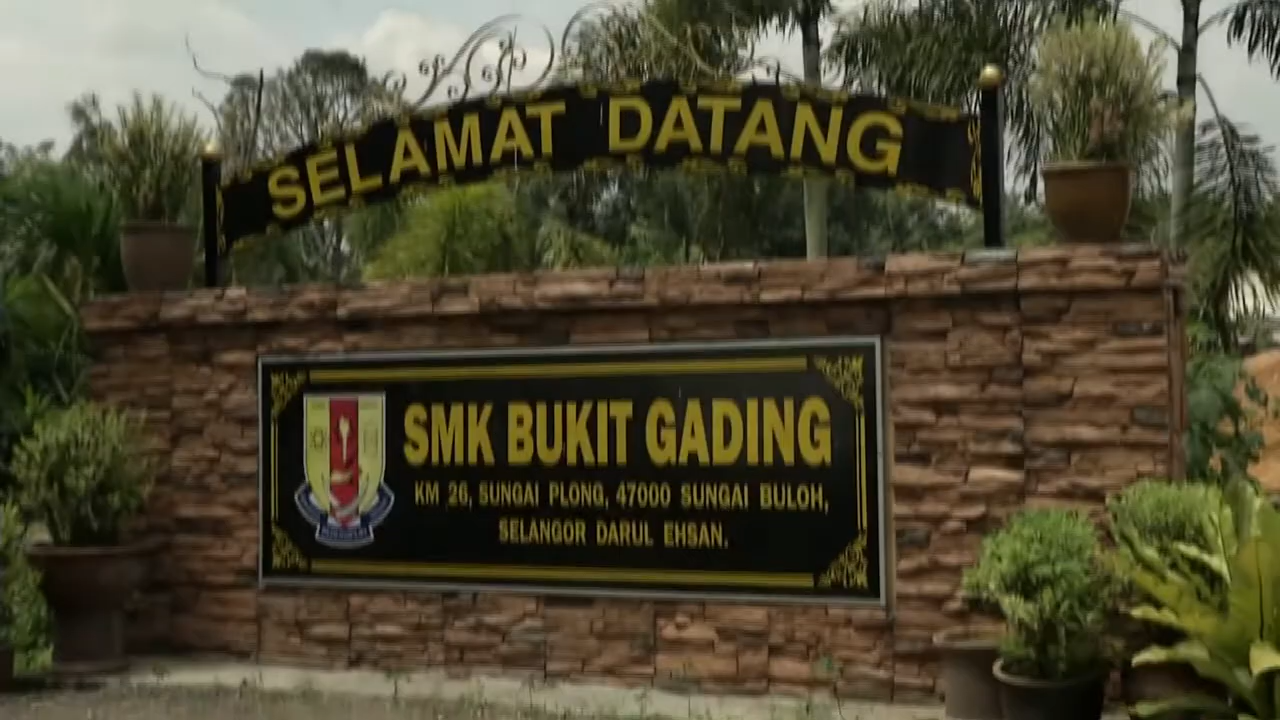 SELAMAT DATANG
SMK BUKIT GADING
KM 26, SUNGAI PLONG, 47000 SUNGAI BULOH,
SELANGOR DARUL EHSAN.